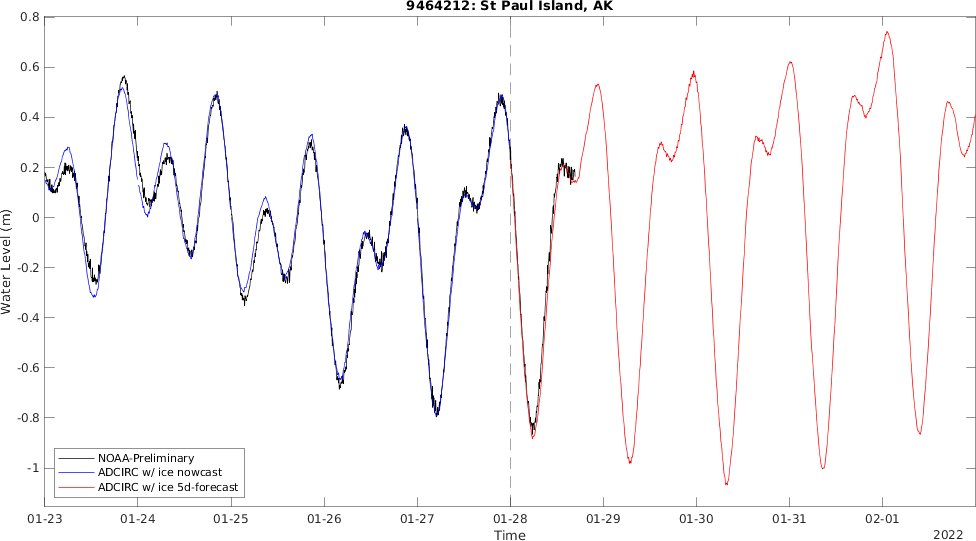 9464212: St Paul Island, AK
0.8
0.6
0.4
0.2
0
-0.2
-0.4
-0.6
-0.8
-1
Water Level (m)
NOAA-Preliminary
ADCIRC w/ ice nowcast
ADCIRC w/ ice 5d-forecast
01-23 01-24 01-25 01-26 01-27 01-28 01-29 01-30 01-31 02-01
Time
2022